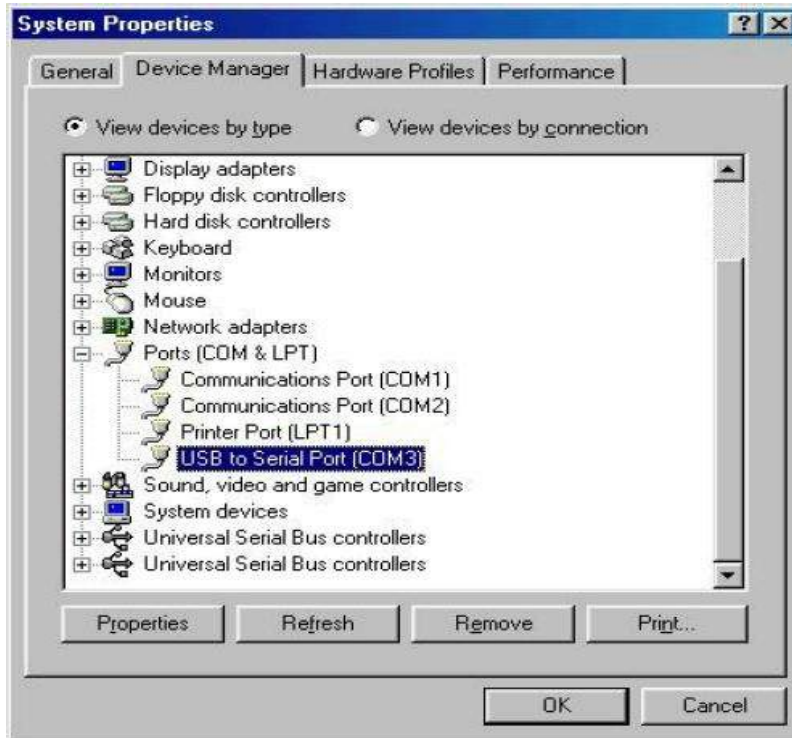 System Properties
General Device Manager Hardware Profiles Performance
View devices by type View devices by connection
Display adapters
Floppy disk controllers
Hard disk controllers
Keyboard
Monitors
Mouse
Network adapters
Ports (COM & LPT)
Communications Port (COM1)
Communications Port (COM2)
Printer Port (LPT1)
USB to Serial Port (COM3)
Sound, video and game controllers
System devices
Universal Serial Bus controllers
Universal Serial Bus controllers
Properties Refresh Remove Print...
OK Cancel